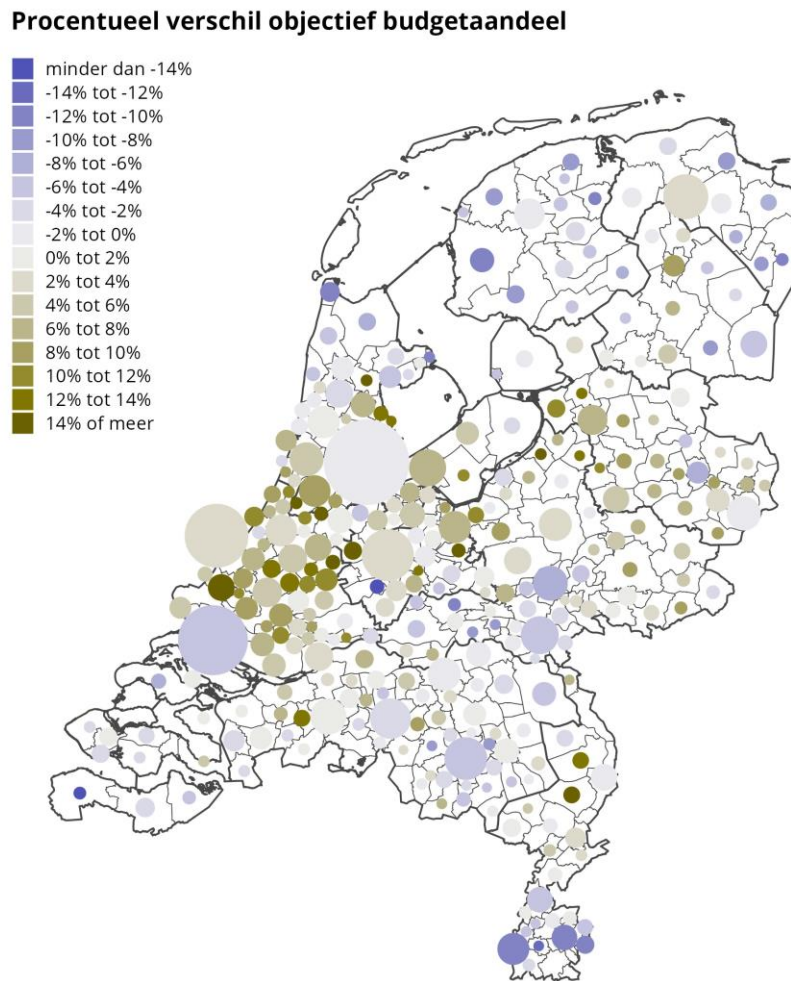 Procentueel verschil objectief budgetaandeel
minder dan -14%
-14% tot -12%
-12% tot -10%
-10% tot -8%
-8% tot -6%
-6% tot -4%
-4% tot -2%
-2% tot 0%
0% tot 2%
2% tot 4%
4% tot 6%
6% tot 8%
8% tot 10%
10% tot 12%
12% tot 14%
14% of meer